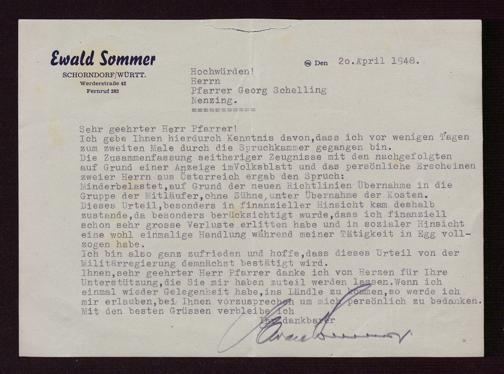 Ewald Sommer
SCHORNDORF/WÜRTT.
Werderstraße 42
Fernruf 283
Den 20.April 1948.
Hochwürden!
Herrn
Pfarrer Georg Schelling
Nenzing.
===========
Sehr geehrter Herr Pfarrer!
Ich gebe Ihnen hierdurch Kenntnis davon,dass ich vor wenigen Tagen
zum zweiten Male durch die Spruchkammer gegangen bin.
Die Zusammenfassung seitheriger Zeugnisse mit den nachgefolgten
auf Grund einer Anzeige imVolksblatt und das persönliche Erscheinen
zweier Herrn aus Österreich ergab den Spruch:
Minderbelastet,auf Grund der neuen Richtlinien Übernahme in die
Gruppe der Mitläufer,ohne Sühne,unter Übernahme der Kosten.
Dieses Urteil,besonders in finanzieller Hinsicht kam deshalb
zustande,da besonders berücksichtigt wurde,dass ich finanziell
schon sehr grosse Verluste erlitten habe und in sozialer Hinsicht
eine wohl einmalige Handlung während meiner Tätigkeit in Egg voll-
zogen habe.
Ich bin also ganz zufrieden und hoffe,dass dieses Urteil von der
Militärregierung demnächst bestätigt wird.
Ihnen,sehr geehrter Herr Pfarrer danke ich von Herzen für Ihre
Unterstützung,die Sie mir haben zuteil werden lassen.Wenn ich
einmal wieder Gelegenheit habe,ins Ländle zu kommen,so werde ich
mir erlauben,bei Ihnen vorzusprechen um mich persönlich zu bedanken.
Mit den besten Grüssen verbleibe ich
Ihr dankbarer
Ewald Sommer.